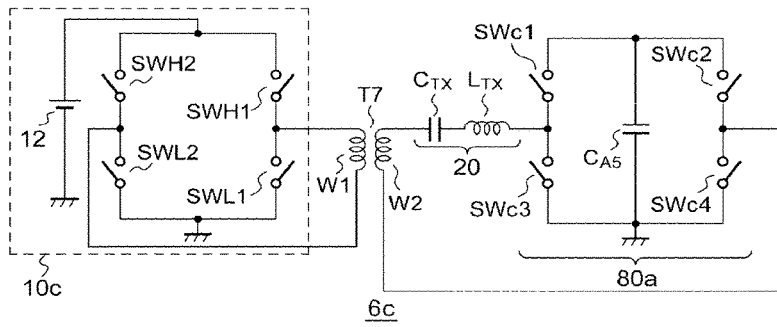 SWH2
SWH1
12
SWL2
SWL1
10c
T7
W1
W2
CTX
LTX
20
SWc1
SWc2
CA5
SWc3
SWc4
80a
6c